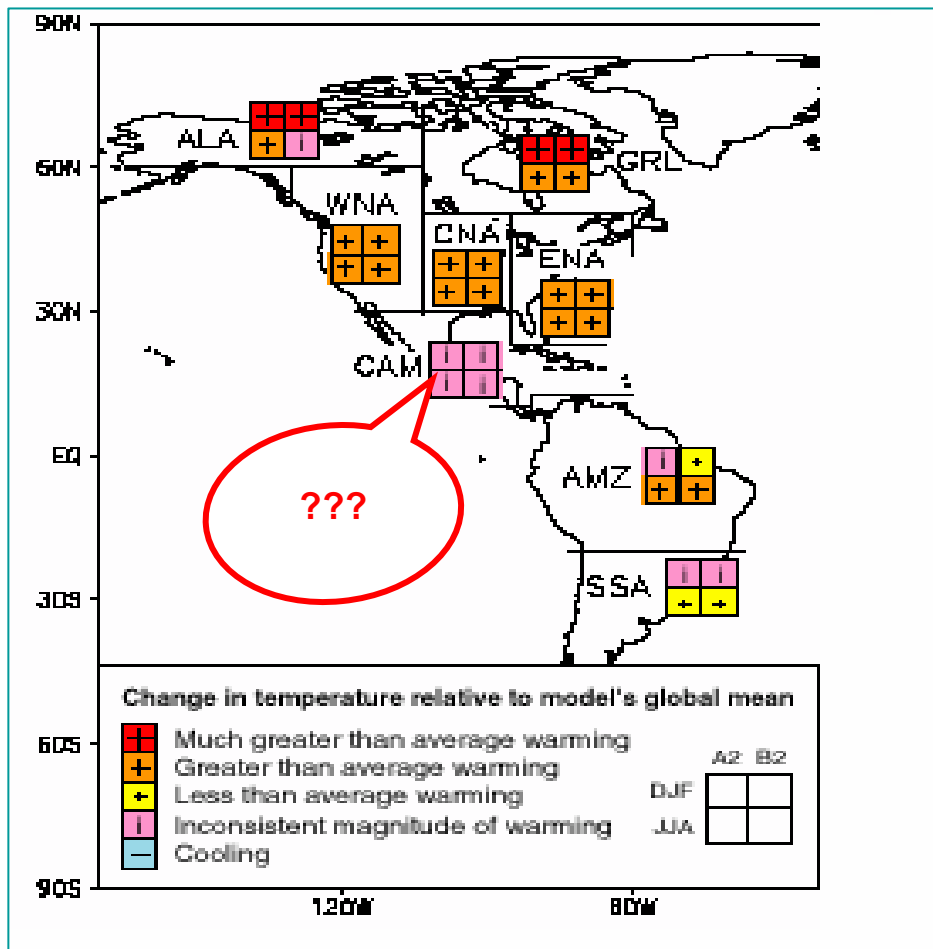 90N
ALA
+ +
+ i
60N
+ +
+ +
GRL
WNA
+ +
+ +
CNA
+ +
+ +
ENA
+ +
+ +
30N
CAM
i i
i i
???
EQ
AMZ
i +
+ +
30S
SSA
i i
+ +
Change in temperature relative to model's global mean
+ Much greater than average warming
+ Greater than average warming
+ Less than average warming
i Inconsistent magnitude of warming
− Cooling
A2 B2
DJF
JJA
60S
90S
120W
80W